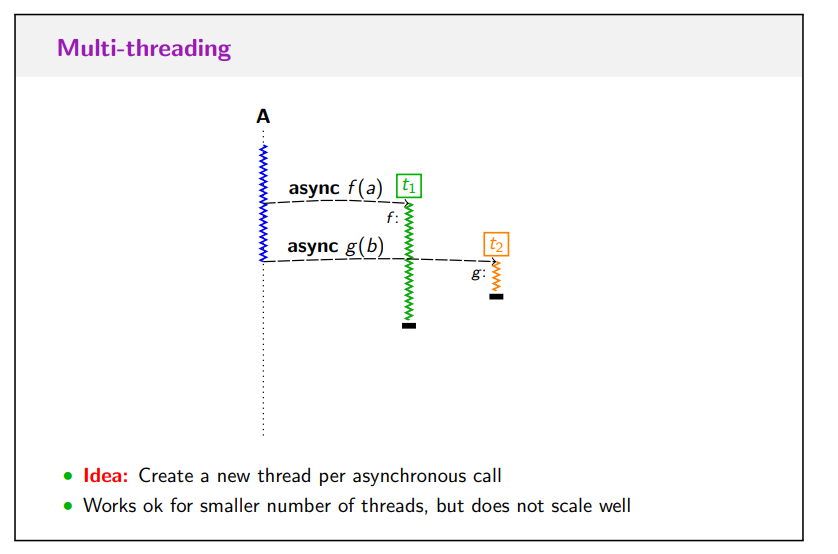 Multi-threading
A
async f(a)
t1
f:
async g(b)
t2
g:
• Idea: Create a new thread per asynchronous call
• Works ok for smaller number of threads, but does not scale well